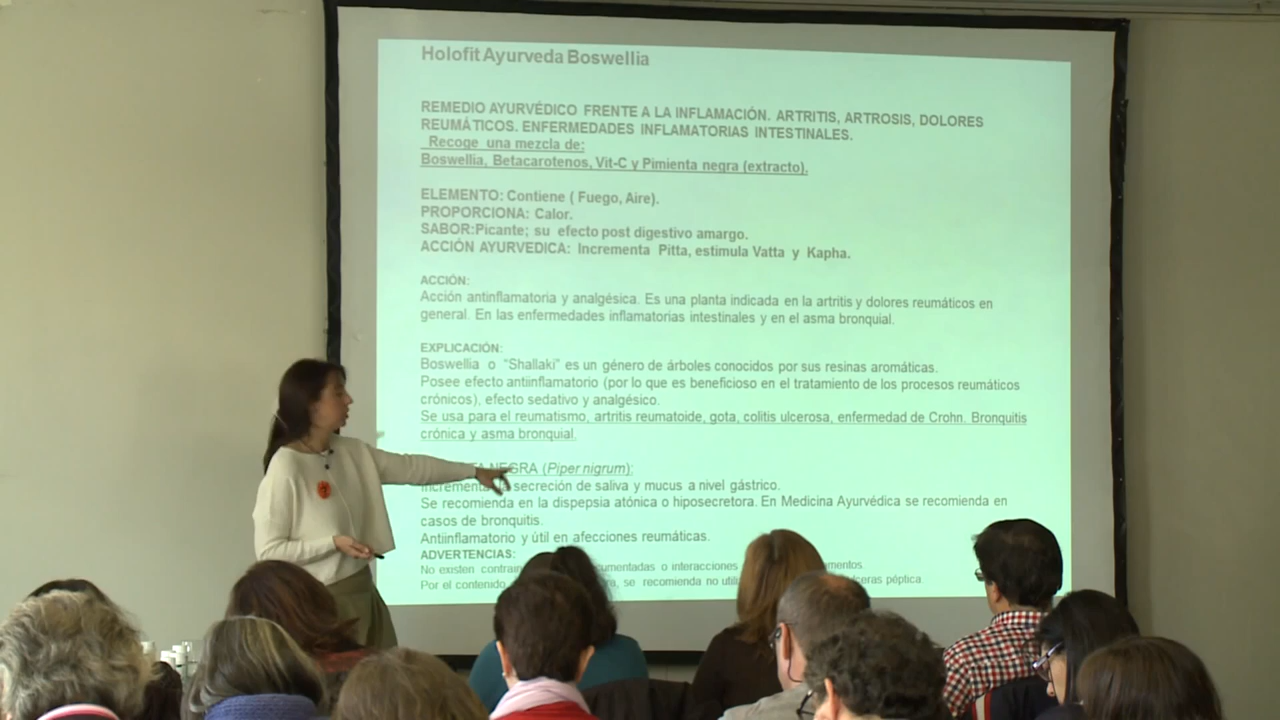 Holofit Ayurveda Boswellia
REMEDIO AYURVÉDICO FRENTE A LA INFLAMACIÓN. ARTRITIS, ARTROSIS, DOLORES
REUMÁTICOS. ENFERMEDADES INFLAMATORIAS INTESTINALES.
Recoge una mezcla de:
Boswellia, Betacarotenos, Vit-C y Pimienta negra (extracto).
ELEMENTO: Contiene ( Fuego, Aire).
PROPORCIONA: Calor.
SABOR:Picante; su efecto post digestivo amargo.
ACCIÓN AYURVEDICA: Incrementa Pitta, estimula Vatta y Kapha.
ACCIÓN:
Acción antinflamatoria y analgésica. Es una planta indicada en la artritis y dolores reumáticos en
general. En las enfermedades inflamatorias intestinales y en el asma bronquial.
EXPLICACIÓN:
Boswellia o "Shallaki" es un género de árboles conocidos por sus resinas aromáticas.
Posee efecto antiinflamatorio (por lo que es beneficioso en el tratamiento de los procesos reumáticos
crónicos), efecto sedativo y analgésico.
Se usa para el reumatismo, artritis reumatoide, gota, colitis ulcerosa, enfermedad de Crohn. Bronquitis
crónica y asma bronquial.
NEGRA (Piper nigrum):
secreción de saliva y mucus a nivel gástrico.
Se recomienda en la dispepsia atónica o hiposecretora. En Medicina Ayurvédica se recomienda en
casos de bronquitis.
Antiinflamatorio y útil en afecciones reumáticas.
ADVERTENCIAS:
No existen o interacciones
Por el contenido se recomienda no péptica.